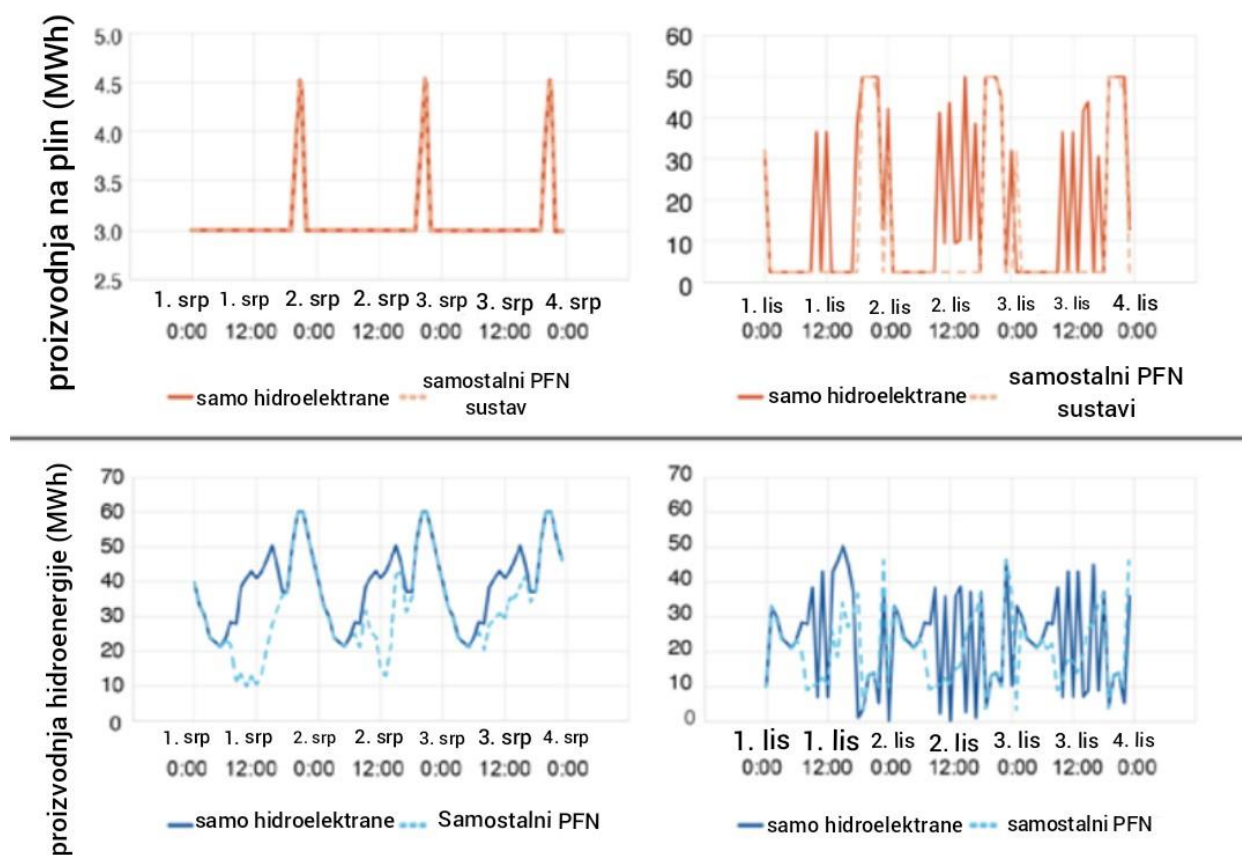 proizvodnja na plin (MWh)
5.0
4.5
4.0
3.5
3.0
2.5
1. srp 1. srp 2. srp 2. srp 3. srp 3. srp 4. srp
0:00 12:00 0:00 12:00 0:00 12:00 0:00
samo hidroelektrane samostalni PFN
sustav
60
50
40
30
20
10
0
1. lis 1. lis 2. lis 2. lis 3. lis 3. lis 4. lis
0:00 12:00 0:00 12:00 0:00 12:00 0:00
samo hidroelektrane samostalni PFN
sustavi
proizvodnja hidroenergije (MWh)
70
60
50
40
30
20
10
0
1. srp 1. srp 2. srp 2. srp 3. srp 3. srp 4. srp
0:00 12:00 0:00 12:00 0:00 12:00 0:00
samo hidroelektrane Samostalni PFN
70
60
50
40
30
20
10
0
1. lis 1. lis 2. lis 2. lis 3. lis 3. lis 4. lis
0:00 12:00 0:00 12:00 0:00 12:00 0:00
samo hidroelektrane samostalni PFN